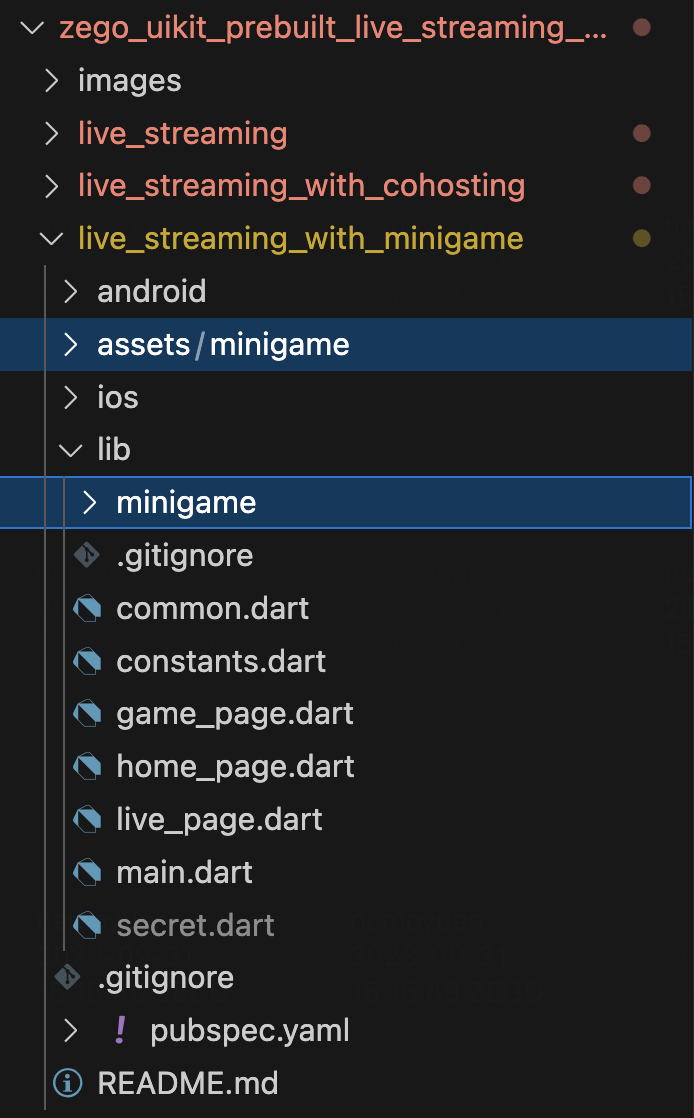 zego_uikit_prebuilt_live_streaming_...
images
live_streaming
live_streaming_with_cohosting
live_streaming_with_minigame
android
assets/minigame
ios
lib
minigame
.gitignore
common.dart
constants.dart
game_page.dart
home_page.dart
live_page.dart
main.dart
secret.dart
.gitignore
! pubspec.yaml
README.md